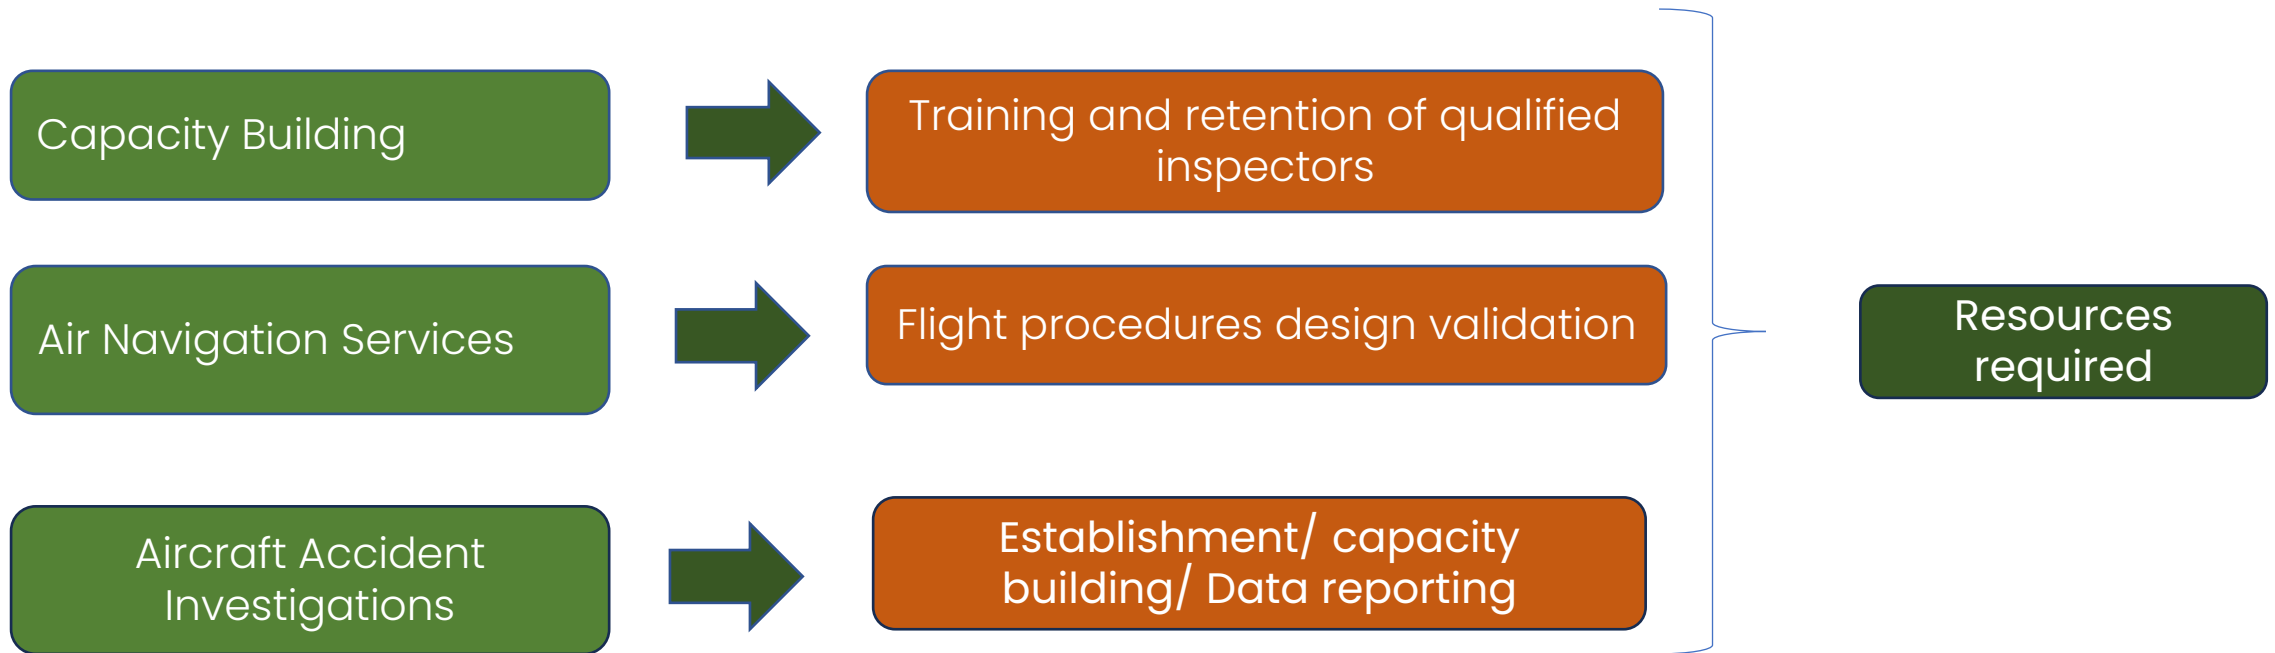 Capacity Building
Training and retention of qualified
inspectors
Air Navigation Services
Flight procedures design validation
Resources
required
Aircraft Accident
Investigations
Establishment/ capacity
building/ Data reporting